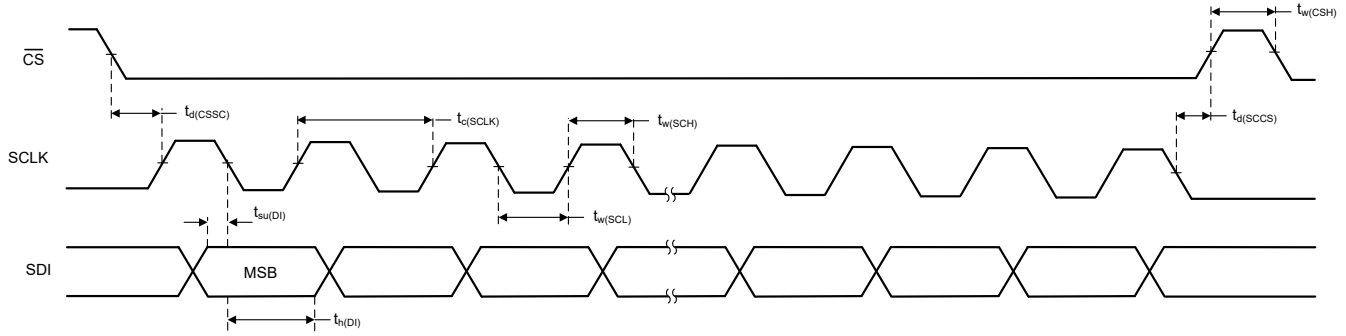 t_w(CSH)
C̅S̅
t_d(CSSC)
t_c(SCLK)
t_w(SCH)
t_d(SCCS)
SCLK
t_su(DI)
t_w(SCL)
SDI
MSB
t_h(DI)